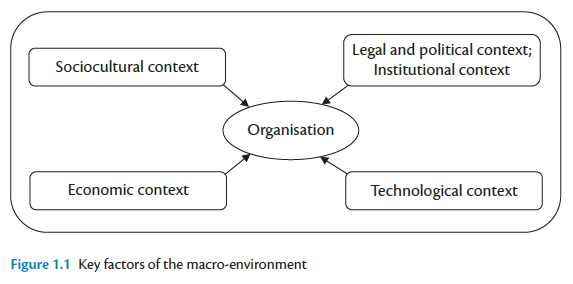 Sociocultural context
Legal and political context;
Institutional context
Organisation
Economic context
Technological context
Figure 1.1 Key factors of the macro-environment